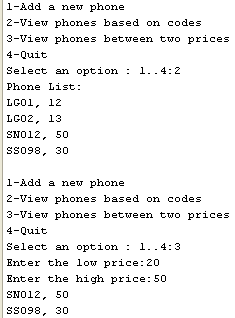 1-Add a new phone
2-View phones based on codes
3-View phones between two prices
4-Quit
Select an option : 1..4:2
Phone List:
LG01, 12
LG02, 13
SN012, 50
SS098, 30
1-Add a new phone
2-View phones based on codes
3-View phones between two prices
4-Quit
Select an option : 1..4:3
Enter the low price:20
Enter the high price:50
SN012, 50
SS098, 30